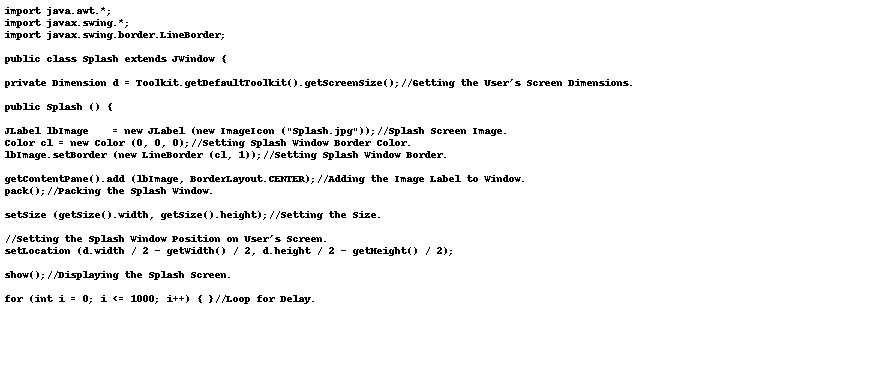 import java.awt.*;
import javax.swing.*;
import javax.swing.border.LineBorder;
public class Splash extends JWindow {
private Dimension d = Toolkit.getDefaultToolkit().getScreenSize();//Getting the User's Screen Dimensions.
public Splash () {
JLabel lbImage    = new JLabel (new ImageIcon ("Splash.jpg"));//Splash Screen Image.
Color cl = new Color (0, 0, 0);//Setting Splash Window Border Color.
lbImage.setBorder (new LineBorder (cl, 1));//Setting Splash Window Border.
getContentPane().add (lbImage, BorderLayout.CENTER);//Adding the Image Label to Window.
pack();//Packing the Splash Window.
setSize (getSize().width, getSize().height);//Setting the Size.
//Setting the Splash Window Position on User's Screen.
setLocation (d.width / 2 - getWidth() / 2, d.height / 2 - getHeight() / 2);
show();//Displaying the Splash Screen.
for (int i = 0; i <= 1000; i++) { }//Loop for Delay.